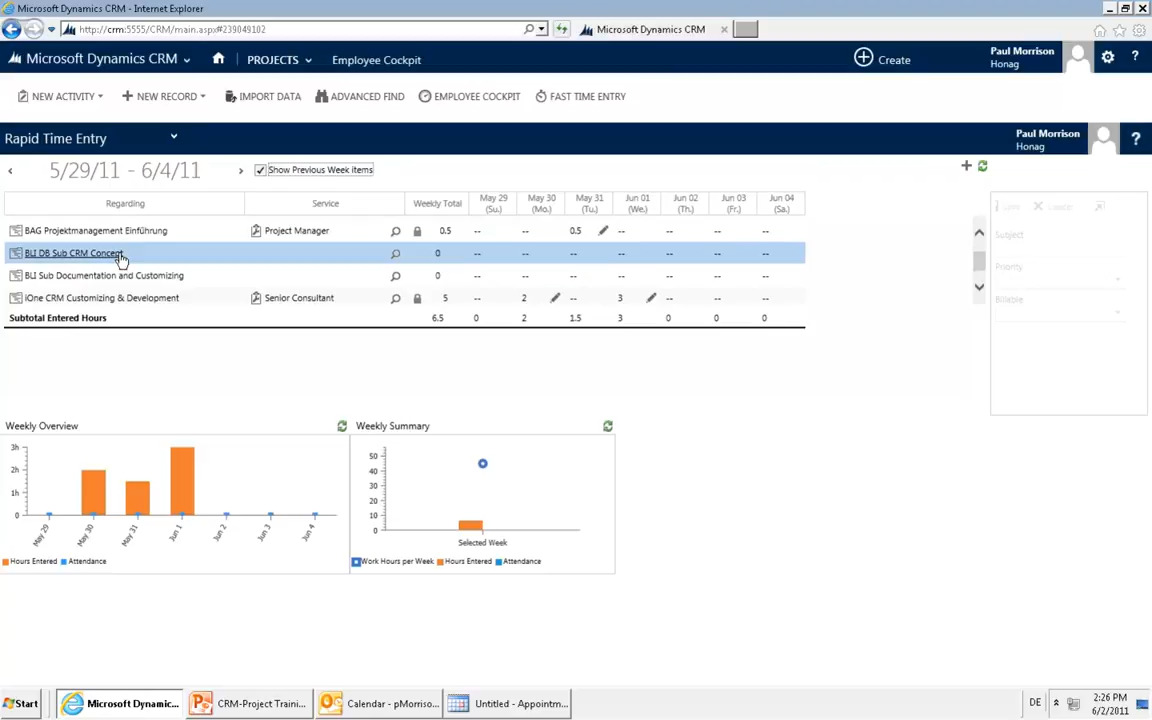 Microsoft Dynamics CRM - Internet Explorer
http://crm:5555/CRM/main.aspx#239049102
Microsoft Dynamics CRM
Microsoft Dynamics CRM PROJECTS Employee Cockpit
Create
Paul Morrison
Honag
?
NEW ACTIVITY NEW RECORD IMPORT DATA ADVANCED FIND EMPLOYEE COCKPIT FAST TIME ENTRY
Rapid Time Entry
Paul Morrison
Honag
?
5/29/11 - 6/4/11
Show Previous Week items
Regarding Service Weekly Total May 29 (Su.) May 30 (Mo.) May 31 (Tu.) Jun 01 (We.) Jun 02 (Th.) Jun 03 (Fr.) Jun 04 (Sa.)
BAG Projektmanagement Einführung Project Manager 0.5 -- -- 0.5 -- -- -- --
BLI DB Sub CRM Concept 0
BLI Sub Documentation and Customizing 0
iOne CRM Customizing & Development Senior Consultant 5 -- 2 -- 3 -- -- --
Subtotal Entered Hours 6.5 0 2 1.5 3 0 0 0
Subject
Priority
Billable
Weekly Overview
3h
2h
1h
0
May 29 May 30 May 31 Jun 1 Jun 2 Jun 3 Jun 4
Hours Entered Attendance
Weekly Summary
50
40
30
20
10
0
Selected Week
Work Hours per Week Hours Entered Attendance
Start
Microsoft Dynamic...
CRM-Project Traini...
Calendar - pMorriso...
Untitled - Appointm...
DE
2:26 PM
6/2/2011